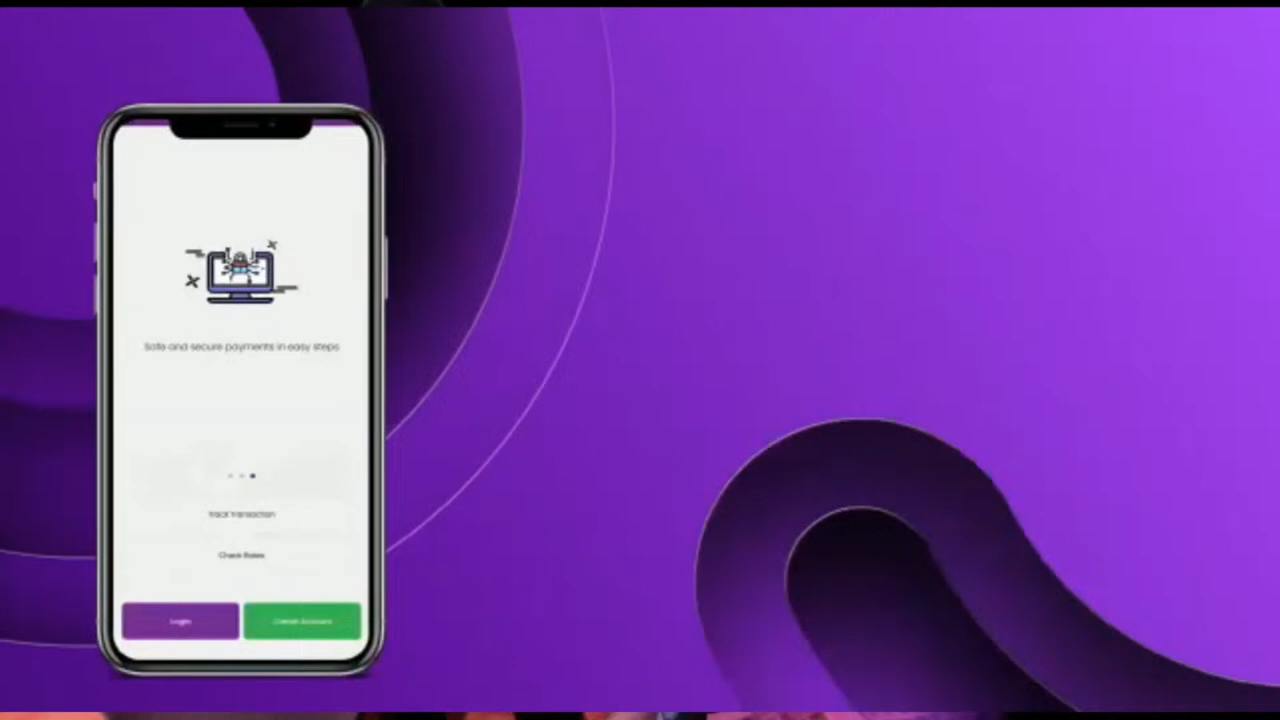 Safe and secure payments in easy steps
Track Transaction
Check Rates
Login
Create Account